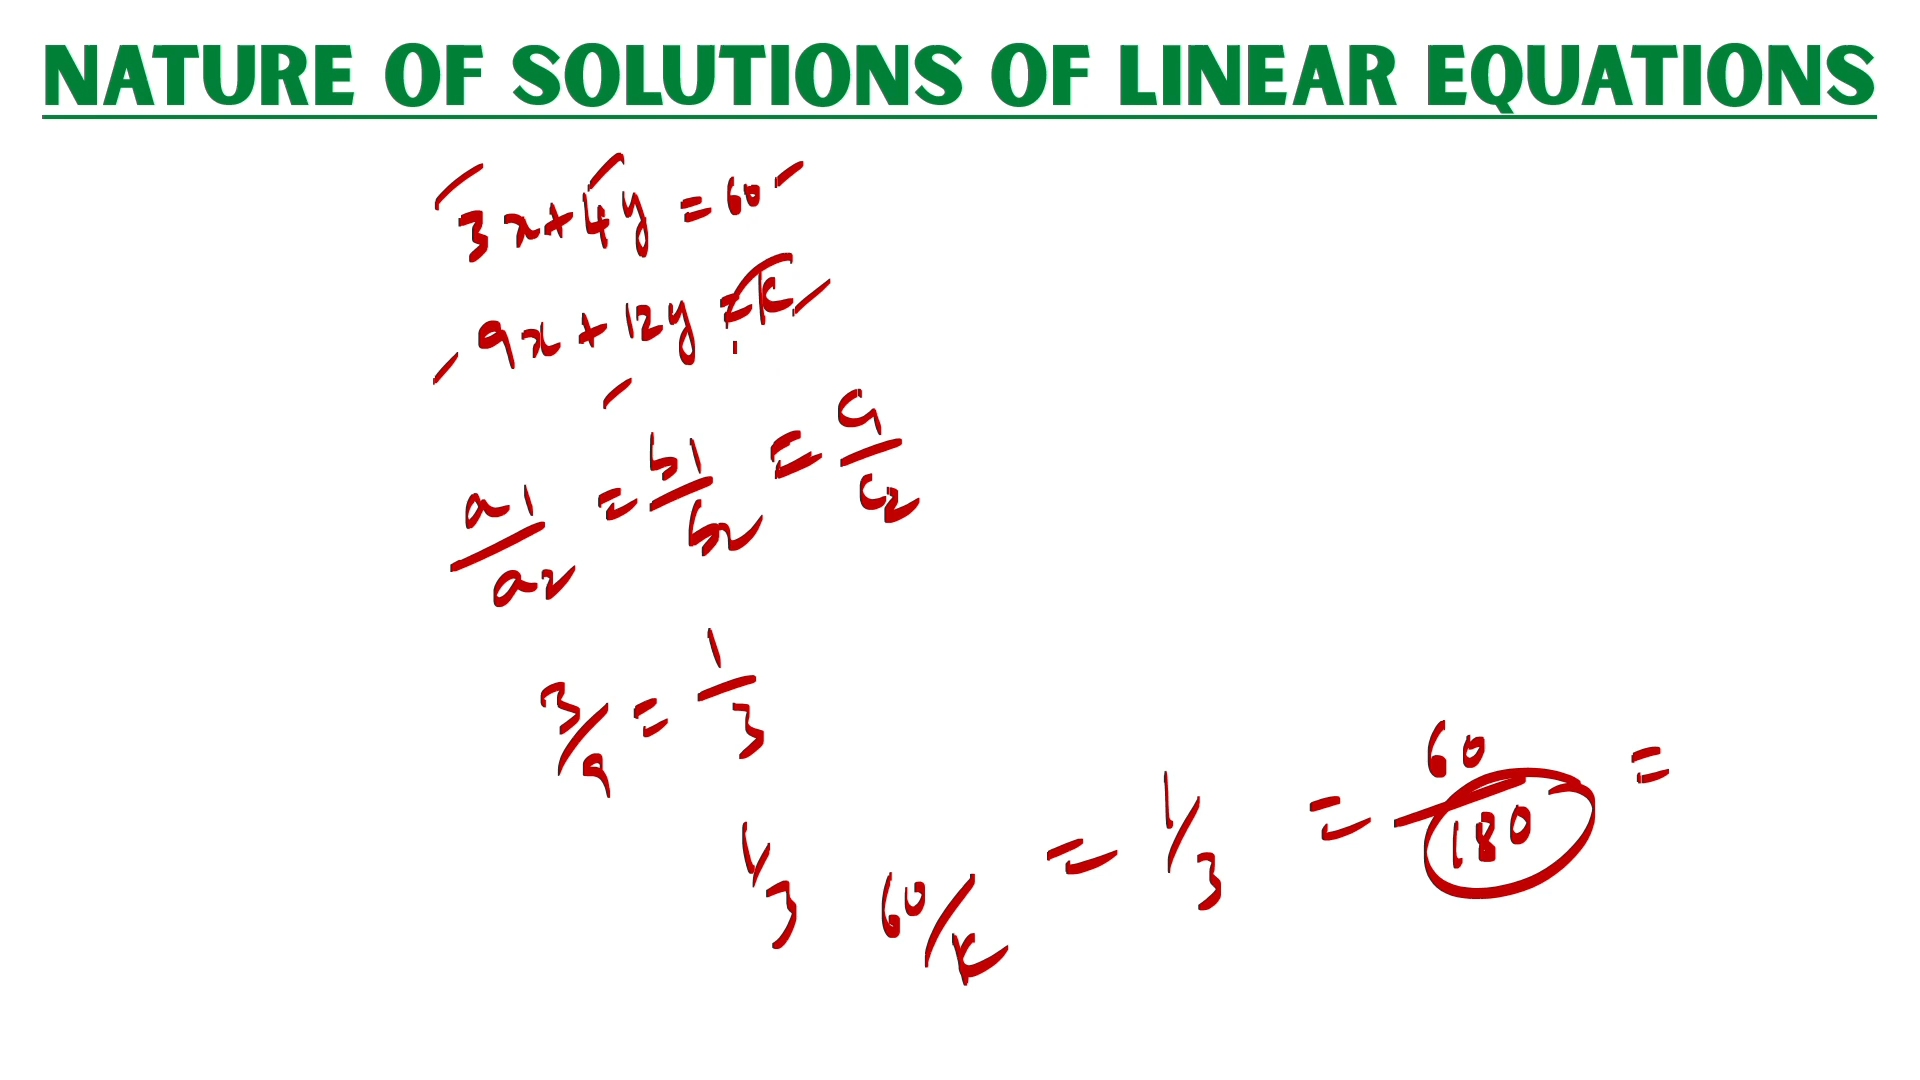 NATURE OF SOLUTIONS OF LINEAR EQUATIONS
3x+4y = 60
9x + 12y = k
a1/a2 = b1/b2 = c1/c2
3/9 = 1/3
1/3 60/k = 1/3 = 60/180 =